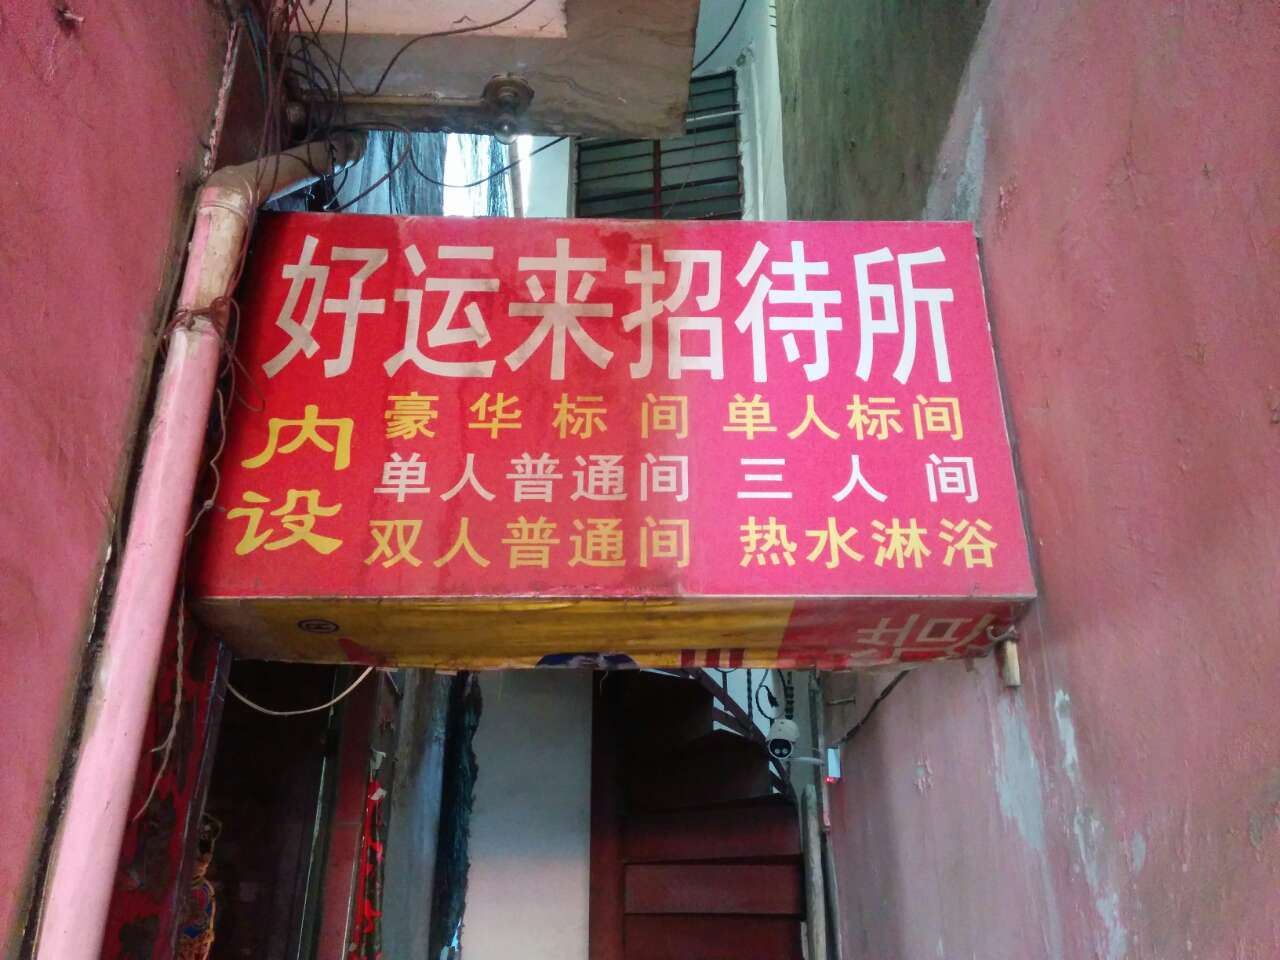 好运来招待所
内设
豪华标间 单人标间
单人普通间 三人间
双人普通间 热水淋浴
®